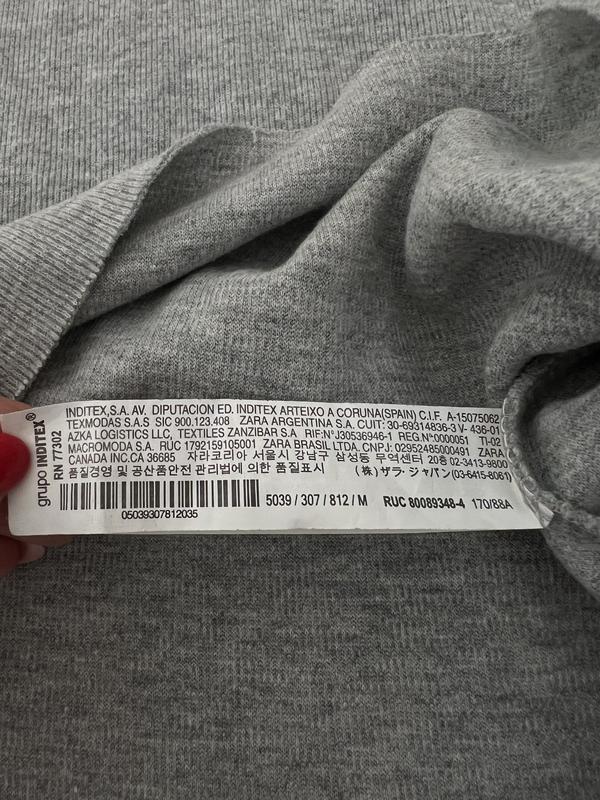 grupo INDITEX®
RN 77302
INDITEX,S.A. AV. DIPUTACION ED. INDITEX ARTEIXO A CORUNA(SPAIN) C.I.F. A-15075062
TEXMODAS S.A.S SIC 900.123.408 ZARA ARGENTINA S.A. CUIT: 30-69314836-3 V- 436-01
AZKA LOGISTICS LLC, TEXTILES ZANZIBAR S.A RIF:N°J30536946-1 REG.N°:0000051 TI-02
MACROMODA S.A. RÚC 1792159105001 ZARA BRASIL LTDA.CNPJ: 02952485000491 ZARA
CANADA INC.CA 36685 자라코리아 서울시 강남구 삼성동 무역센터 20층 02-3413-9800
품질경영 및 공산품안전 관리법에 의한 품질표시 (株) ザラ・ジャパン (03-6415-8061)
5039 / 307 / 812 / M RUC 80089348-4 170/88A
05039307812035